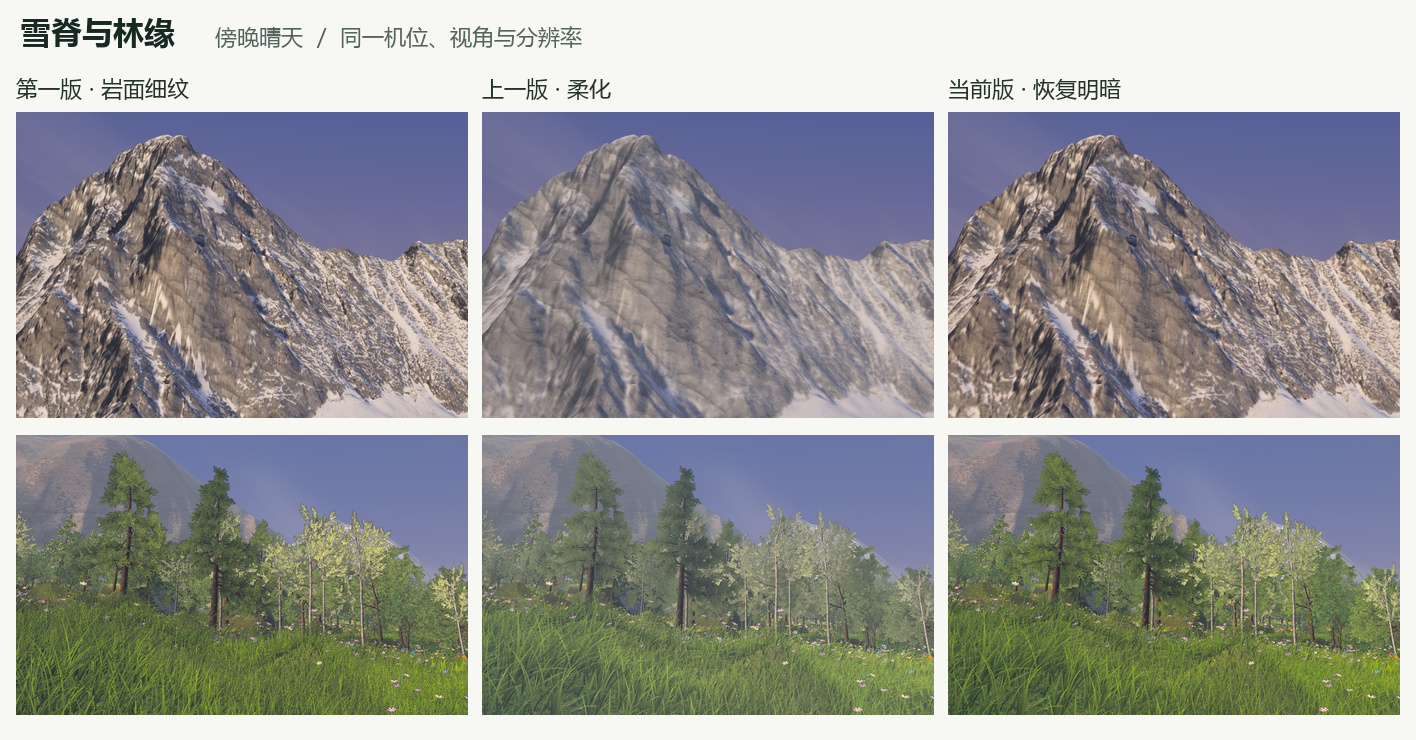 雪脊与林缘 傍晚晴天 / 同一机位、视角与分辨率
第一版 · 岩面细纹
上一版 · 柔化
当前版 · 恢复明暗